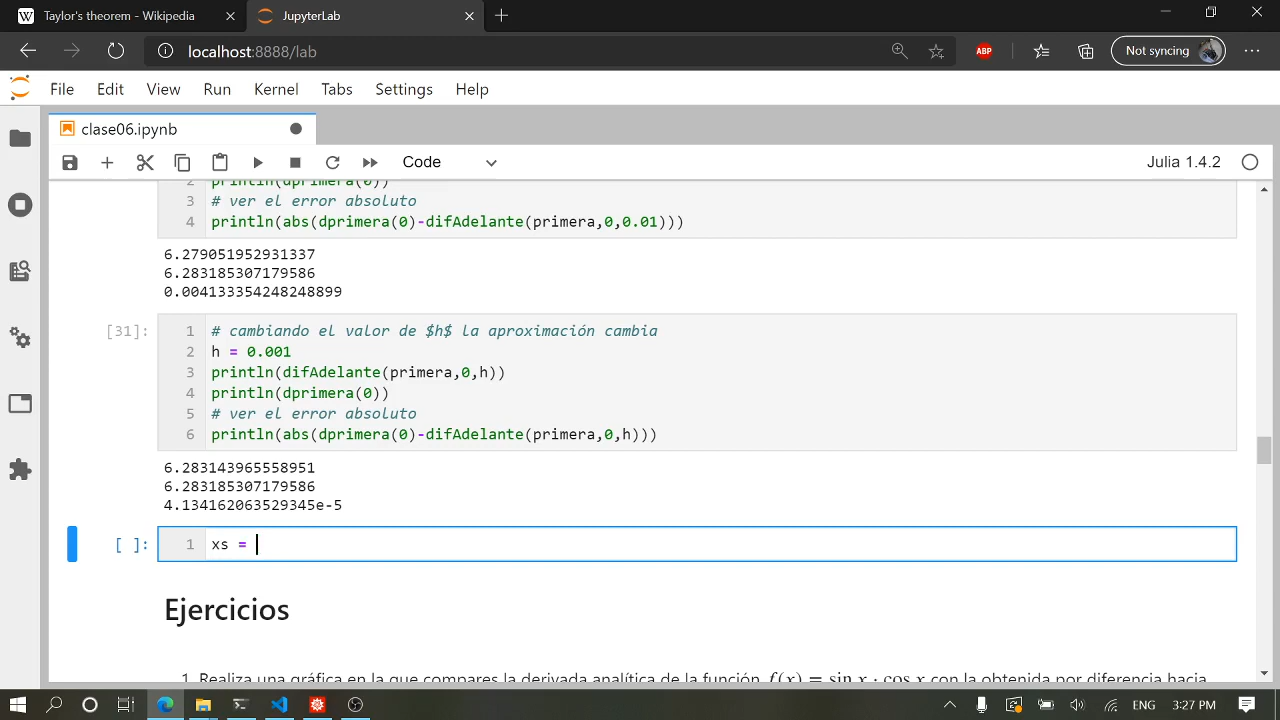 Taylor's theorem - Wikipedia
JupyterLab
localhost:8888/lab
ABP
Not syncing
File Edit View Run Kernel Tabs Settings Help
clase06.ipynb
Code
Julia 1.4.2
2 println(dprimera(0))
3 # ver el error absoluto
4 println(abs(dprimera(0)-difAdelante(primera,0,0.01)))
6.279051952931337
6.283185307179586
0.004133354248248899
[31]:
1 # cambiando el valor de $h$ la aproximación cambia
2 h = 0.001
3 println(difAdelante(primera,0,h))
4 println(dprimera(0))
5 # ver el error absoluto
6 println(abs(dprimera(0)-difAdelante(primera,0,h)))
6.283143965558951
6.283185307179586
4.134162063529345e-5
[ ]:
1 xs =
Ejercicios
1. Realiza una gráfica en la que compares la derivada analítica de la función f(x) = sin x · cos x con la obtenida por diferencia hacia
ENG
3:27 PM